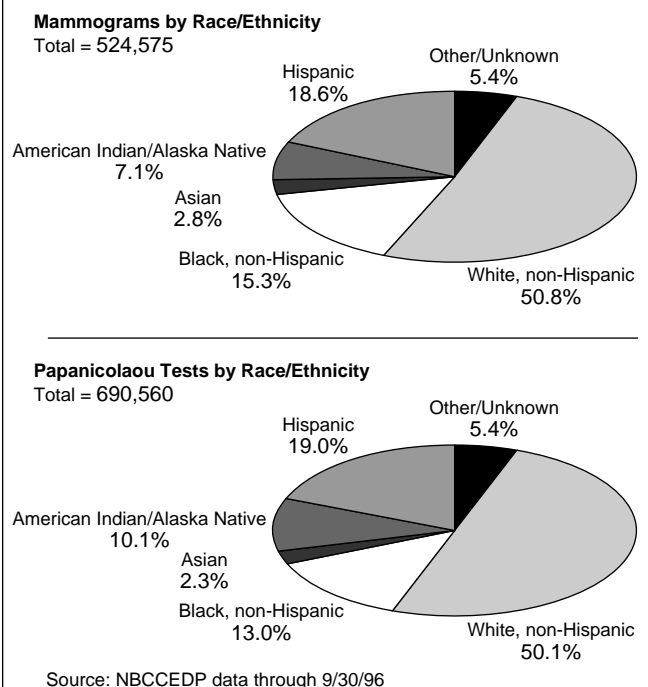 Mammograms by Race/Ethnicity
Total = 524,575
Other/Unknown
5.4%
Hispanic
18.6%
American Indian/Alaska Native
7.1%
Asian
2.8%
Black, non-Hispanic
15.3%
White, non-Hispanic
50.8%
Papanicolaou Tests by Race/Ethnicity
Total = 690,560
Other/Unknown
5.4%
Hispanic
19.0%
American Indian/Alaska Native
10.1%
Asian
2.3%
Black, non-Hispanic
13.0%
White, non-Hispanic
50.1%
Source: NBCCEDP data through 9/30/96